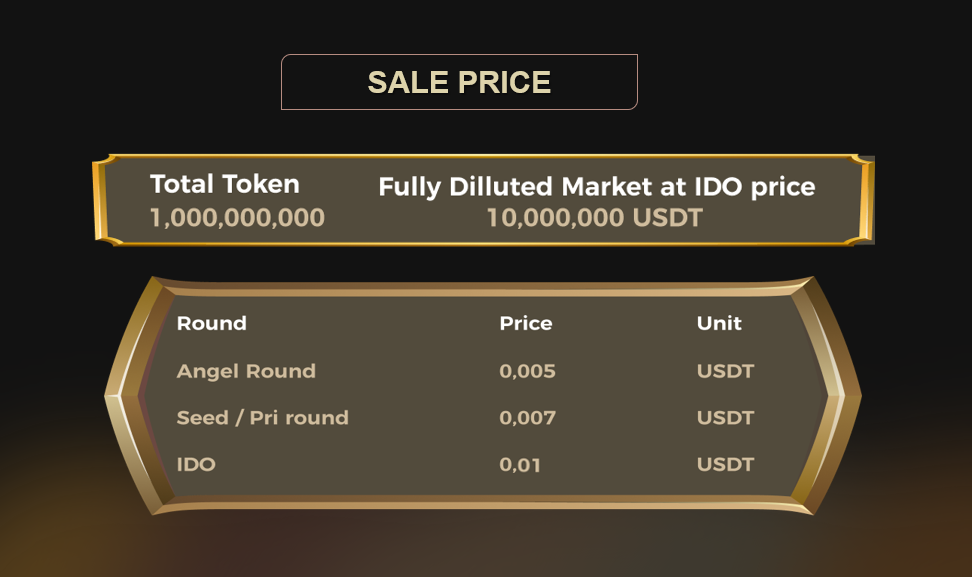 SALE PRICE
Total Token Fully Dilluted Market at IDO price
1,000,000,000 10,000,000 USDT
Round Price Unit
Angel Round 0,005 USDT
Seed / Pri round 0,007 USDT
IDO 0,01 USDT